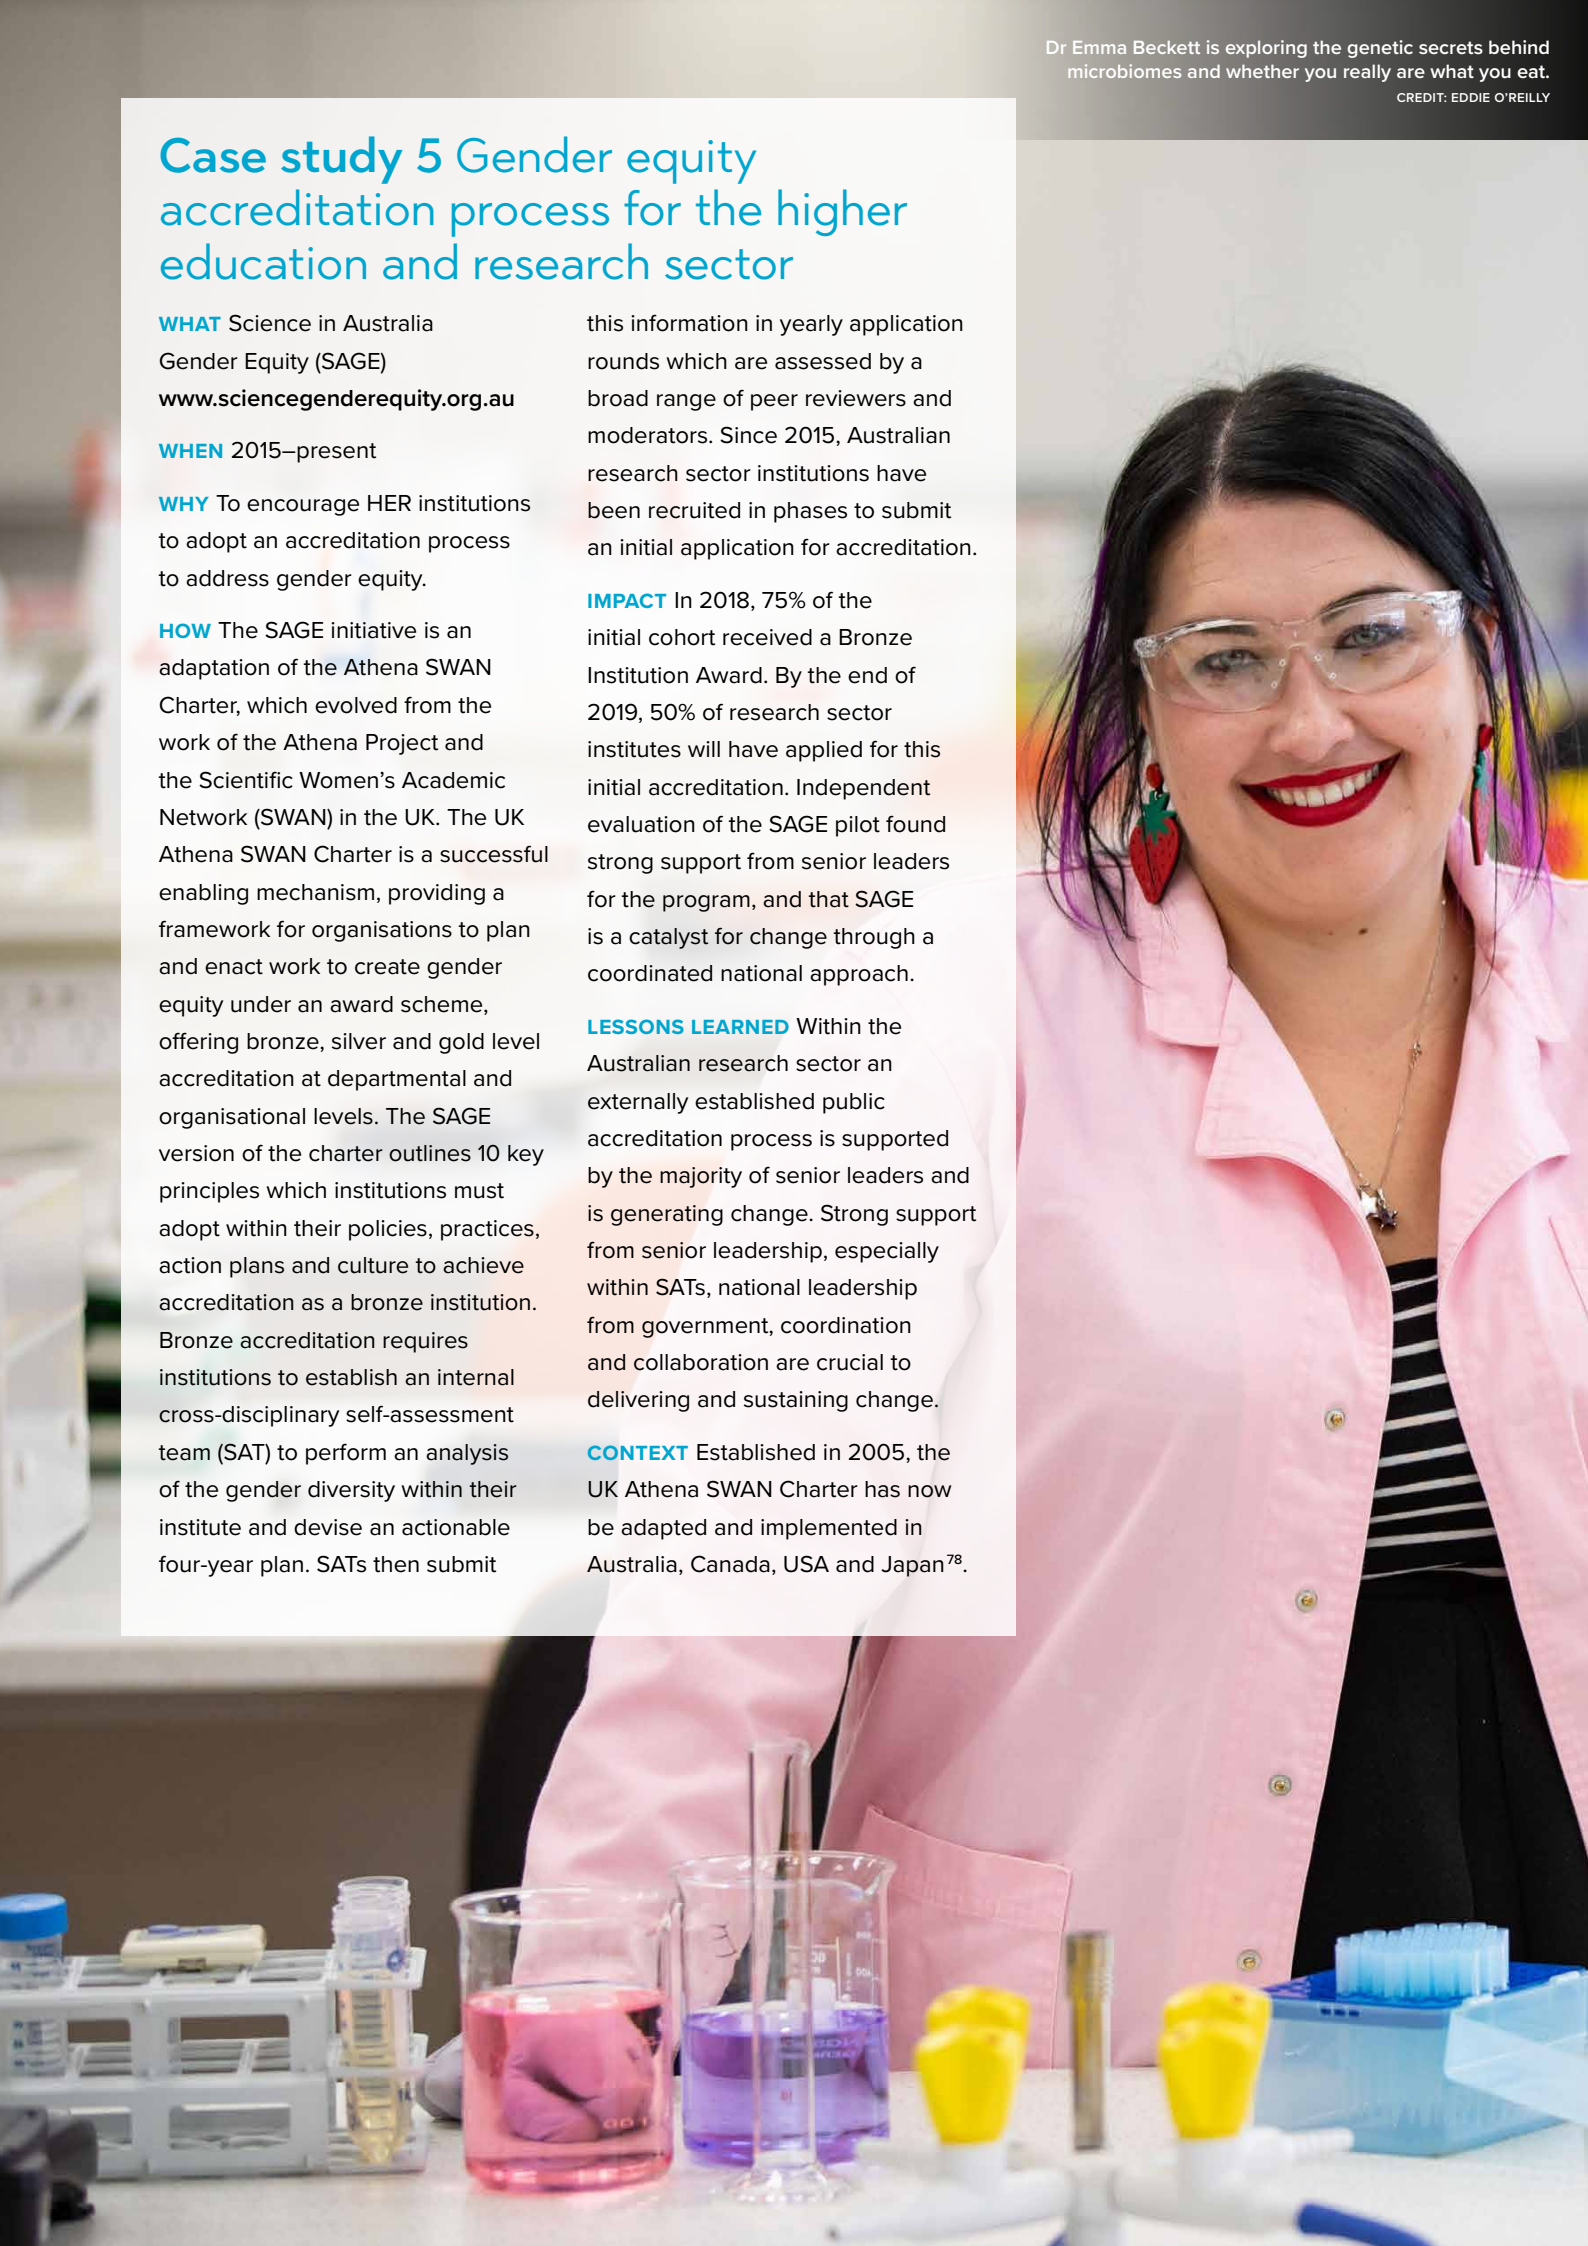 Dr Emma Beckett is exploring the genetic secrets behind
microbiomes and whether you really are what you eat.
CREDIT: EDDIE O'REILLY
Case study 5 Gender equity
accreditation process for the higher
education and research sector
WHAT Science in Australia
Gender Equity (SAGE)
www.sciencegenderequity.org.au
WHEN 2015–present
WHY To encourage HER institutions
to adopt an accreditation process
to address gender equity.
HOW The SAGE initiative is an
adaptation of the Athena SWAN
Charter, which evolved from the
work of the Athena Project and
the Scientific Women's Academic
Network (SWAN) in the UK. The UK
Athena SWAN Charter is a successful
enabling mechanism, providing a
framework for organisations to plan
and enact work to create gender
equity under an award scheme,
offering bronze, silver and gold level
accreditation at departmental and
organisational levels. The SAGE
version of the charter outlines 10 key
principles which institutions must
adopt within their policies, practices,
action plans and culture to achieve
accreditation as a bronze institution.
Bronze accreditation requires
institutions to establish an internal
cross-disciplinary self-assessment
team (SAT) to perform an analysis
of the gender diversity within their
institute and devise an actionable
four-year plan. SATs then submit
this information in yearly application
rounds which are assessed by a
broad range of peer reviewers and
moderators. Since 2015, Australian
research sector institutions have
been recruited in phases to submit
an initial application for accreditation.
IMPACT In 2018, 75% of the
initial cohort received a Bronze
Institution Award. By the end of
2019, 50% of research sector
institutes will have applied for this
initial accreditation. Independent
evaluation of the SAGE pilot found
strong support from senior leaders
for the program, and that SAGE
is a catalyst for change through a
coordinated national approach.
LESSONS LEARNED Within the
Australian research sector an
externally established public
accreditation process is supported
by the majority of senior leaders and
is generating change. Strong support
from senior leadership, especially
within SATs, national leadership
from government, coordination
and collaboration are crucial to
delivering and sustaining change.
CONTEXT Established in 2005, the
UK Athena SWAN Charter has now
be adapted and implemented in
Australia, Canada, USA and Japan⁷⁸.